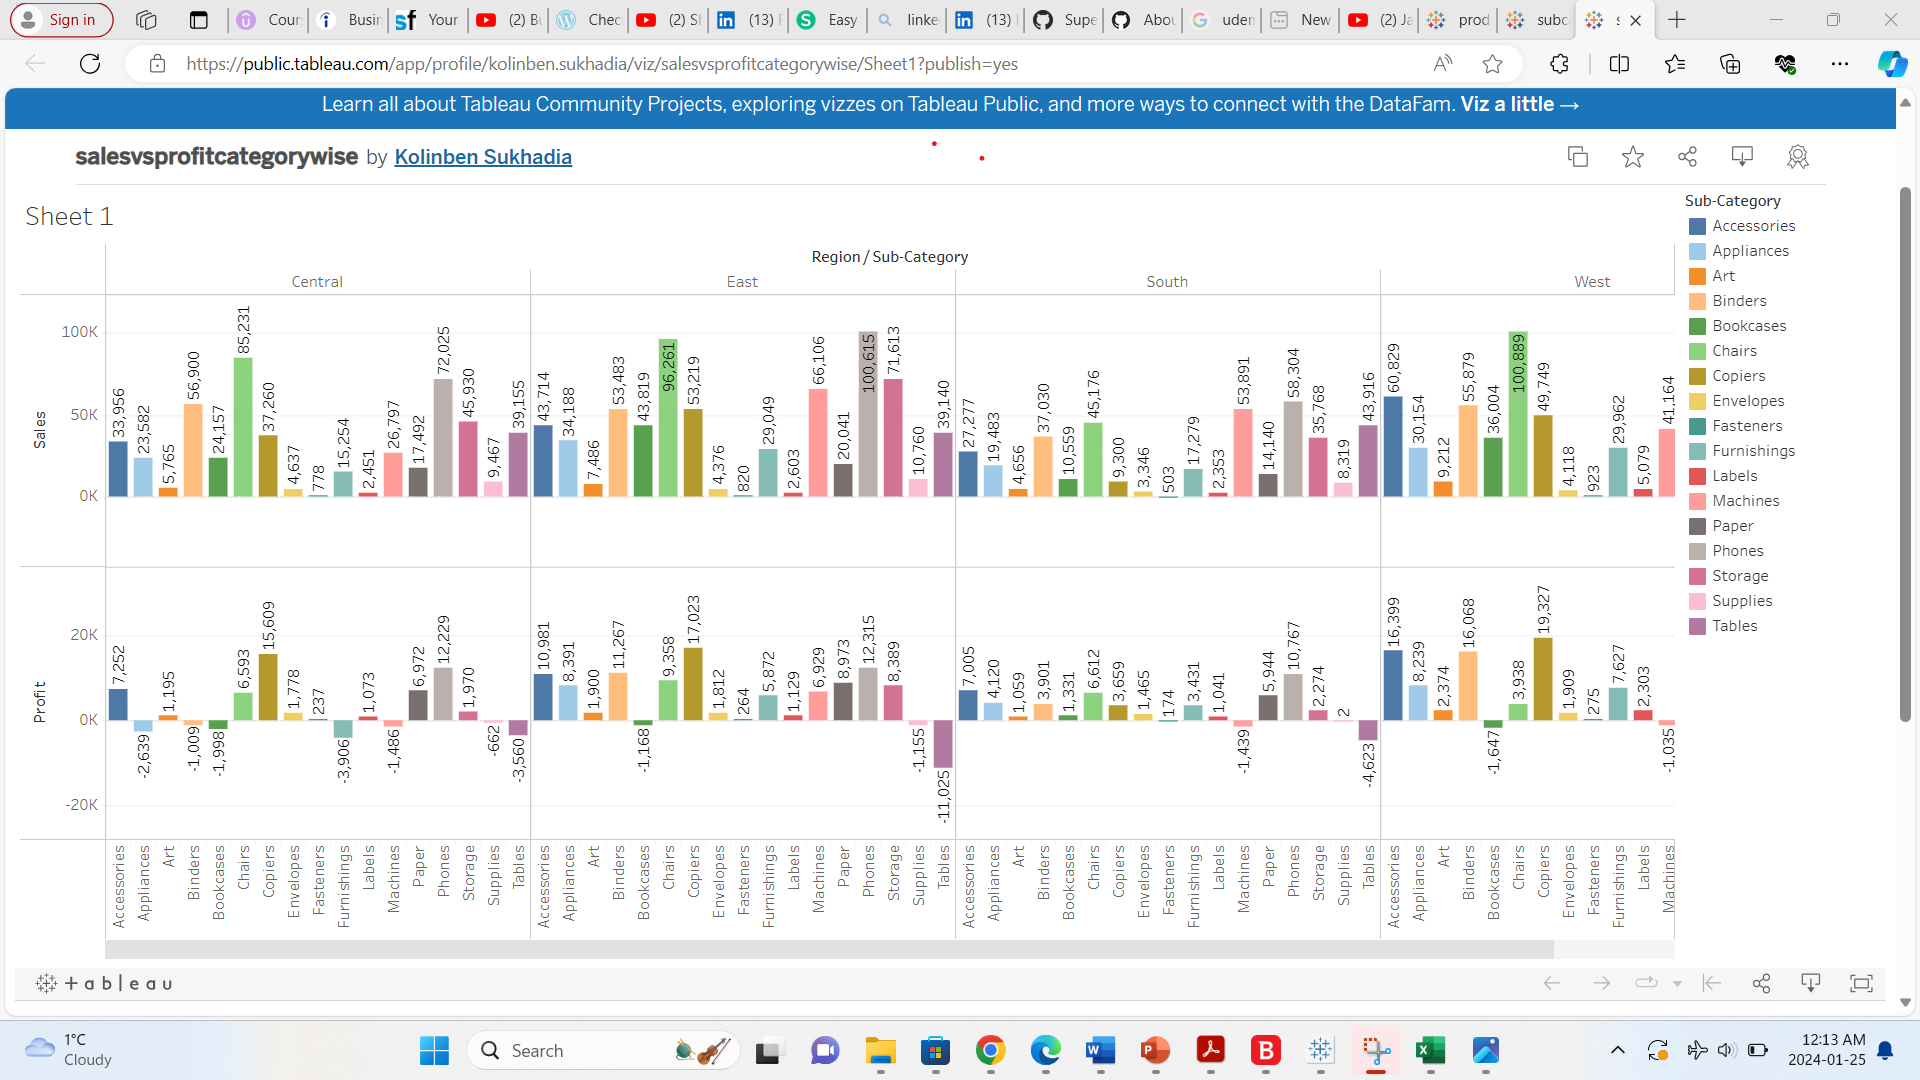 Sign in
Cour
Busin
Your
(2) Bu
Chec
(2) Sh
(13) F
Easy
linke
(13)
Supe
Abou
uden
New
(2) Ja
prod
subca
s
https://public.tableau.com/app/profile/kolinben.sukhadia/viz/salesvsprofitcategorywise/Sheet1?publish=yes
Learn all about Tableau Community Projects, exploring vizzes on Tableau Public, and more ways to connect with the DataFam. Viz a little →
salesvsprofitcategorywise by Kolinben Sukhadia
Sheet 1
Region / Sub-Category
Central East South West
Sales
100K
50K
0K
33,956 23,582 5,765 56,900 24,157 85,231 37,260 4,637 778 15,254 2,451 26,797 17,492 72,025 45,930 9,467 39,155
43,714 34,188 7,486 53,483 43,819 96,261 53,219 4,376 820 29,049 2,603 66,106 20,041 100,615 71,613 10,760 39,140
27,277 19,483 4,656 37,030 10,559 45,176 9,300 3,346 503 17,279 2,353 53,891 14,140 58,304 35,768 8,319 43,916
60,829 30,154 9,212 55,879 36,004 100,889 49,749 4,118 923 29,962 5,079 41,164
Profit
20K
0K
-20K
7,252 -2,639 1,195 -1,009 -1,998 6,593 15,609 1,778 237 -3,906 1,073 -1,486 6,972 12,229 1,970 -662 -3,560
10,981 8,391 1,900 11,267 -1,168 9,358 17,023 1,812 264 5,872 1,129 6,929 8,973 12,315 8,389 -1,155 -11,025
7,005 4,120 1,059 3,901 1,331 6,612 3,659 1,465 174 3,431 1,041 -1,439 5,944 10,767 2,274 2 -4,623
16,399 8,239 2,374 16,068 -1,647 3,938 19,327 1,909 275 7,627 2,303 -1,035
Accessories Appliances Art Binders Bookcases Chairs Copiers Envelopes Fasteners Furnishings Labels Machines Paper Phones Storage Supplies Tables
Accessories Appliances Art Binders Bookcases Chairs Copiers Envelopes Fasteners Furnishings Labels Machines Paper Phones Storage Supplies Tables
Accessories Appliances Art Binders Bookcases Chairs Copiers Envelopes Fasteners Furnishings Labels Machines Paper Phones Storage Supplies Tables
Accessories Appliances Art Binders Bookcases Chairs Copiers Envelopes Fasteners Furnishings Labels Machines
Sub-Category
Accessories
Appliances
Art
Binders
Bookcases
Chairs
Copiers
Envelopes
Fasteners
Furnishings
Labels
Machines
Paper
Phones
Storage
Supplies
Tables
+ a b l e a u
1°C
Cloudy
Search
12:13 AM
2024-01-25